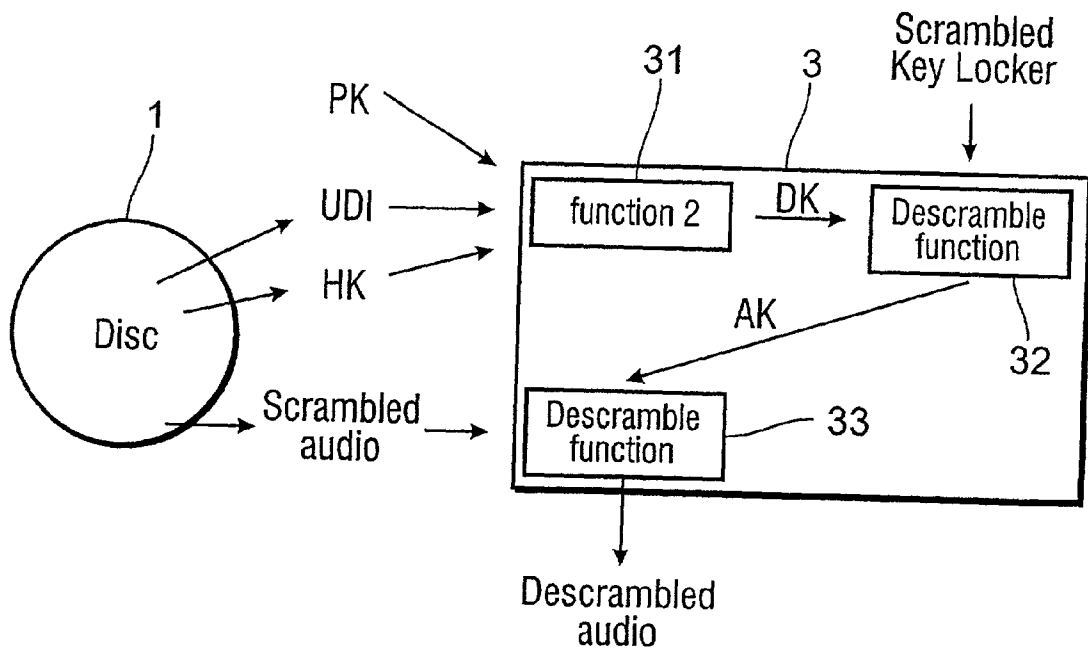 Scrambled
Key Locker
31
3
1
PK
UDI
function 2
DK
Descramble
function
HK
Disc
AK
32
Scrambled
audio
Descramble
function
33
Descrambled
audio